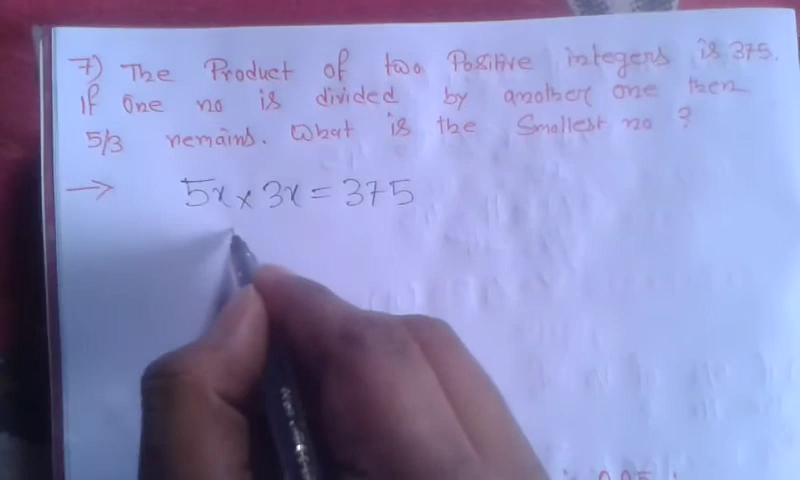 7) The Product of two Positive integers is 375.
If One no is divided by another one then
5/3 remains. What is the Smallest no ?
→ 5x × 3x = 375